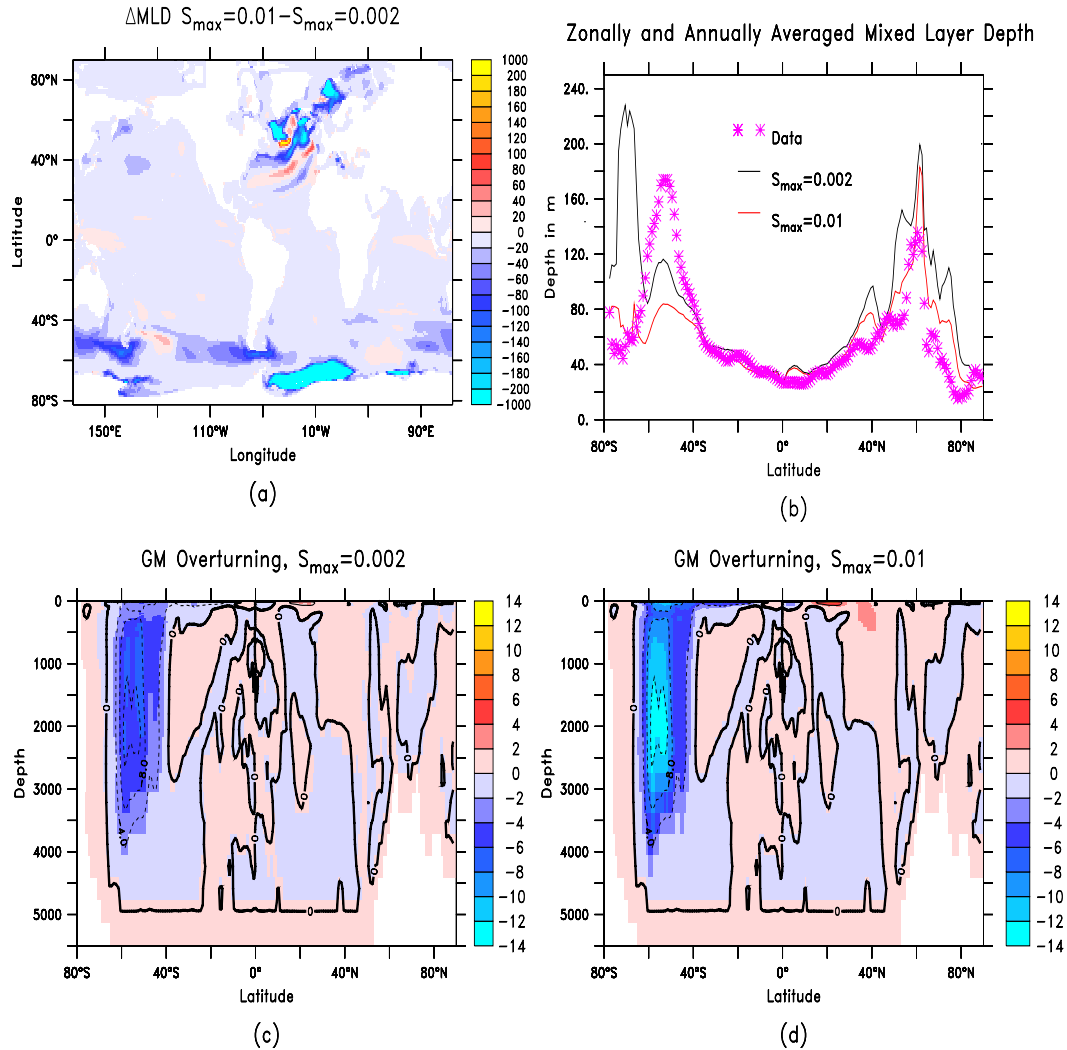 ΔMLD Smax=0.01−Smax=0.002
80°N
40°N
0°
40°S
80°S
Latitude
150°E 110°W 10°W 90°E
Longitude
1000
200
180
160
140
120
100
80
60
40
20
0
−20
−40
−60
−80
−100
−120
−140
−160
−180
−200
−1000
(a)
Zonally and Annually Averaged Mixed Layer Depth
240.
200.
160.
120.
80.
40.
0.
Depth in m
Data
Smax=0.002
Smax=0.01
80°S 40°S 0° 40°N 80°N
Latitude
(b)
GM Overturning, Smax=0.002
0
1000
2000
3000
4000
5000
Depth
80°S 40°S 0° 40°N 80°N
Latitude
14
12
10
8
6
4
2
0
−2
−4
−6
−8
−10
−12
−14
(c)
GM Overturning, Smax=0.01
0
1000
2000
3000
4000
5000
Depth
80°S 40°S 0° 40°N 80°N
Latitude
14
12
10
8
6
4
2
0
−2
−4
−6
−8
−10
−12
−14
(d)